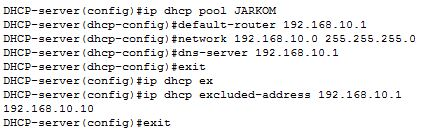 DHCP-server(config)#ip dhcp pool JARKOM
DHCP-server(dhcp-config)#default-router 192.168.10.1
DHCP-server(dhcp-config)#network 192.168.10.0 255.255.255.0
DHCP-server(dhcp-config)#dns-server 192.168.10.1
DHCP-server(dhcp-config)#exit
DHCP-server(config)#ip dhcp ex
DHCP-server(config)#ip dhcp excluded-address 192.168.10.1
192.168.10.10
DHCP-server(config)#exit